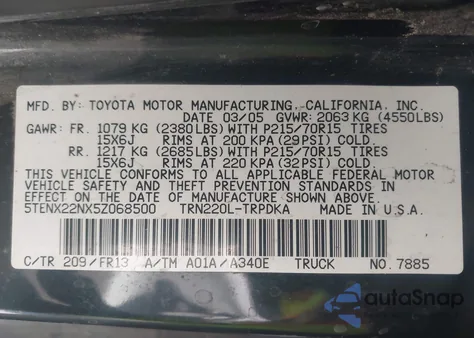 MFD. BY: TOYOTA MOTOR MANUFACTURING, CALIFORNIA, INC.
DATE 03/05 GVWR: 2063 KG (4550LBS)
GAWR: FR. 1079 KG (2380LBS) WITH P215/70R15 TIRES
15X6J RIMS AT 200 KPA (29PSI) COLD.
RR. 1217 KG (2685LBS) WITH P215/70R15 TIRES
15X6J RIMS AT 220 KPA (32PSI) COLD.
THIS VEHICLE CONFORMS TO ALL APPLICABLE FEDERAL MOTOR
VEHICLE SAFETY AND THEFT PREVENTION STANDARDS IN
EFFECT ON THE DATE OF MANUFACTURE SHOWN ABOVE.
5TENX22NX5Z068500 TRN220L-TRPDKA MADE IN U.S.A.
C/TR 209/FR13 A/TM A01A/A340E TRUCK NO.7885
autoSnap